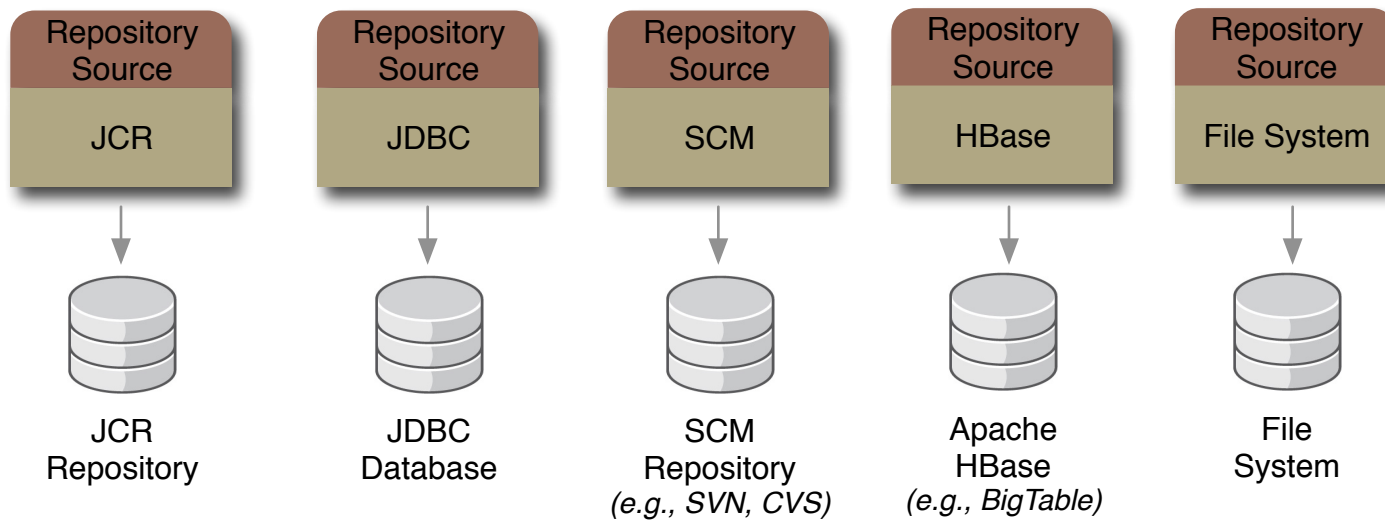 Repository
Source
JCR
Repository
Source
JDBC
Repository
Source
SCM
Repository
Source
HBase
Repository
Source
File System
JCR
Repository
JDBC
Database
SCM
Repository
(e.g., SVN, CVS)
Apache
HBase
(e.g., BigTable)
File
System